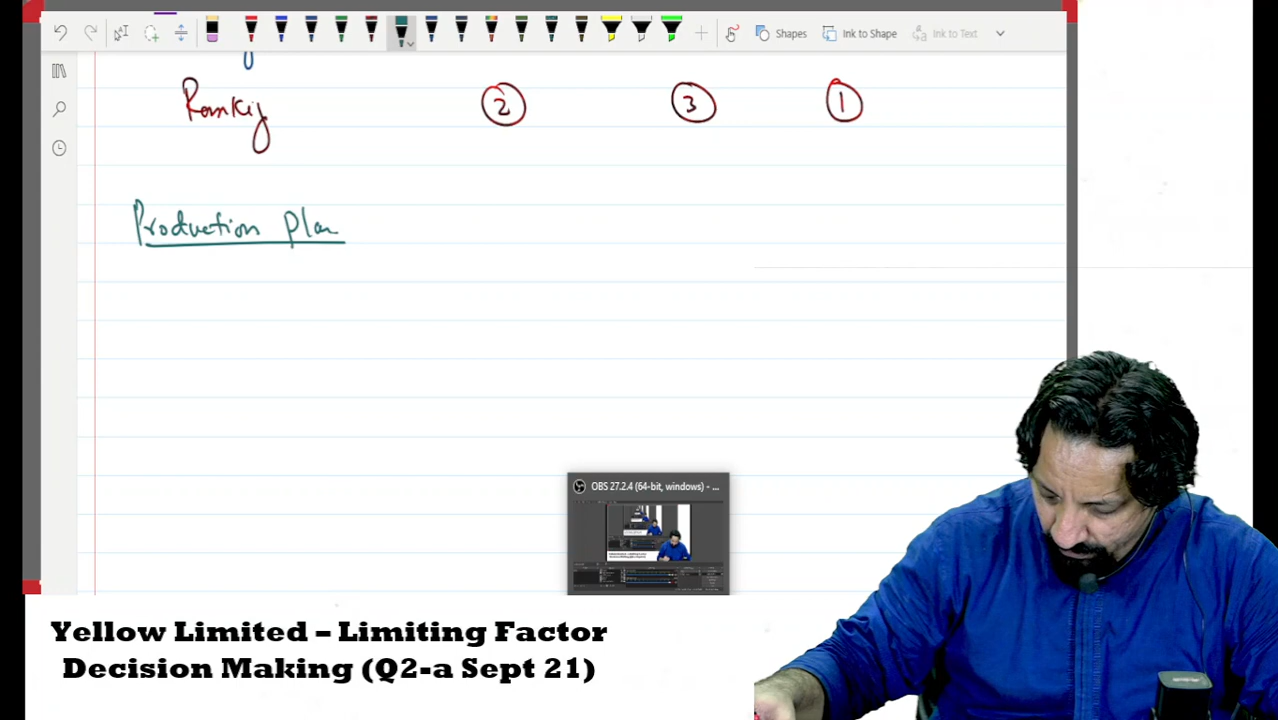 Shapes Ink to Shape Ink to Text
Ranking 2 3 1
Production Plan
OBS 27.2.4 (64-bit, windows) - ...
Yellow Limited – Limiting Factor
Decision Making (Q2-a Sept 21)